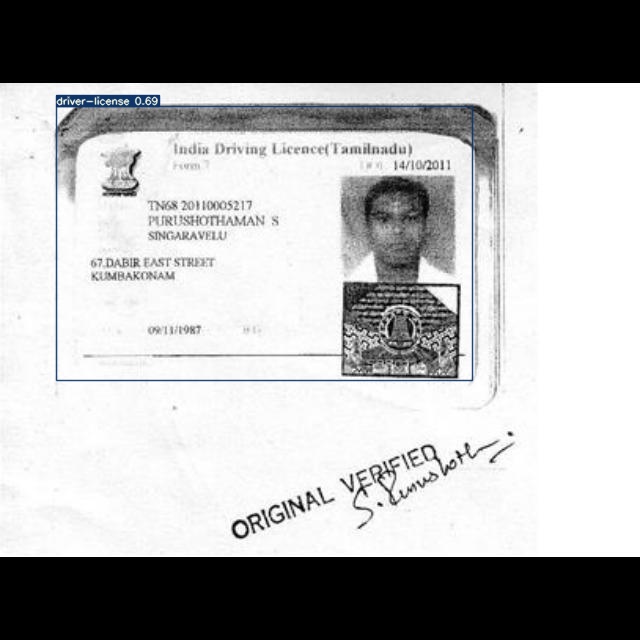 driver-license 0.69
India Driving Licence(Tamilnadu)
Form 7
14/10/2011
TN68 20110005217
PURUSHOTHAMAN S
SINGARAVELU
67,DABIR EAST STREET
KUMBAKONAM
09/11/1987
ORIGINAL VERIFIED
S. Purushoth